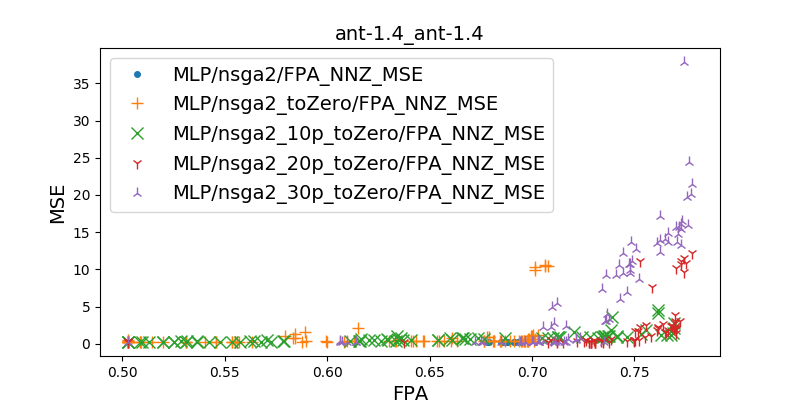 ant-1.4_ant-1.4
MLP/nsga2/FPA_NNZ_MSE
MLP/nsga2_toZero/FPA_NNZ_MSE
MLP/nsga2_10p_toZero/FPA_NNZ_MSE
MLP/nsga2_20p_toZero/FPA_NNZ_MSE
MLP/nsga2_30p_toZero/FPA_NNZ_MSE
MSE
35
30
25
20
15
10
5
0
0.50 0.55 0.60 0.65 0.70 0.75
FPA